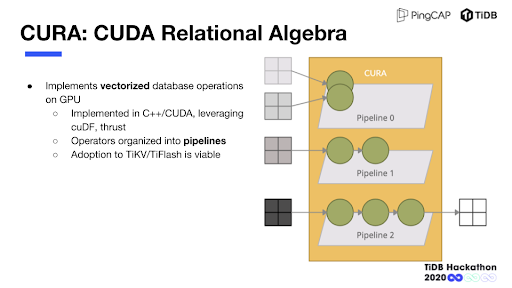 PingCAP TiDB
CURA: CUDA Relational Algebra
● Implements vectorized database operations
on GPU
○ Implemented in C++/CUDA, leveraging
cuDF, thrust
○ Operators organized into pipelines
○ Adoption to TiKV/TiFlash is viable
CURA
Pipeline 0
Pipeline 1
Pipeline 2
TiDB Hackathon
2020